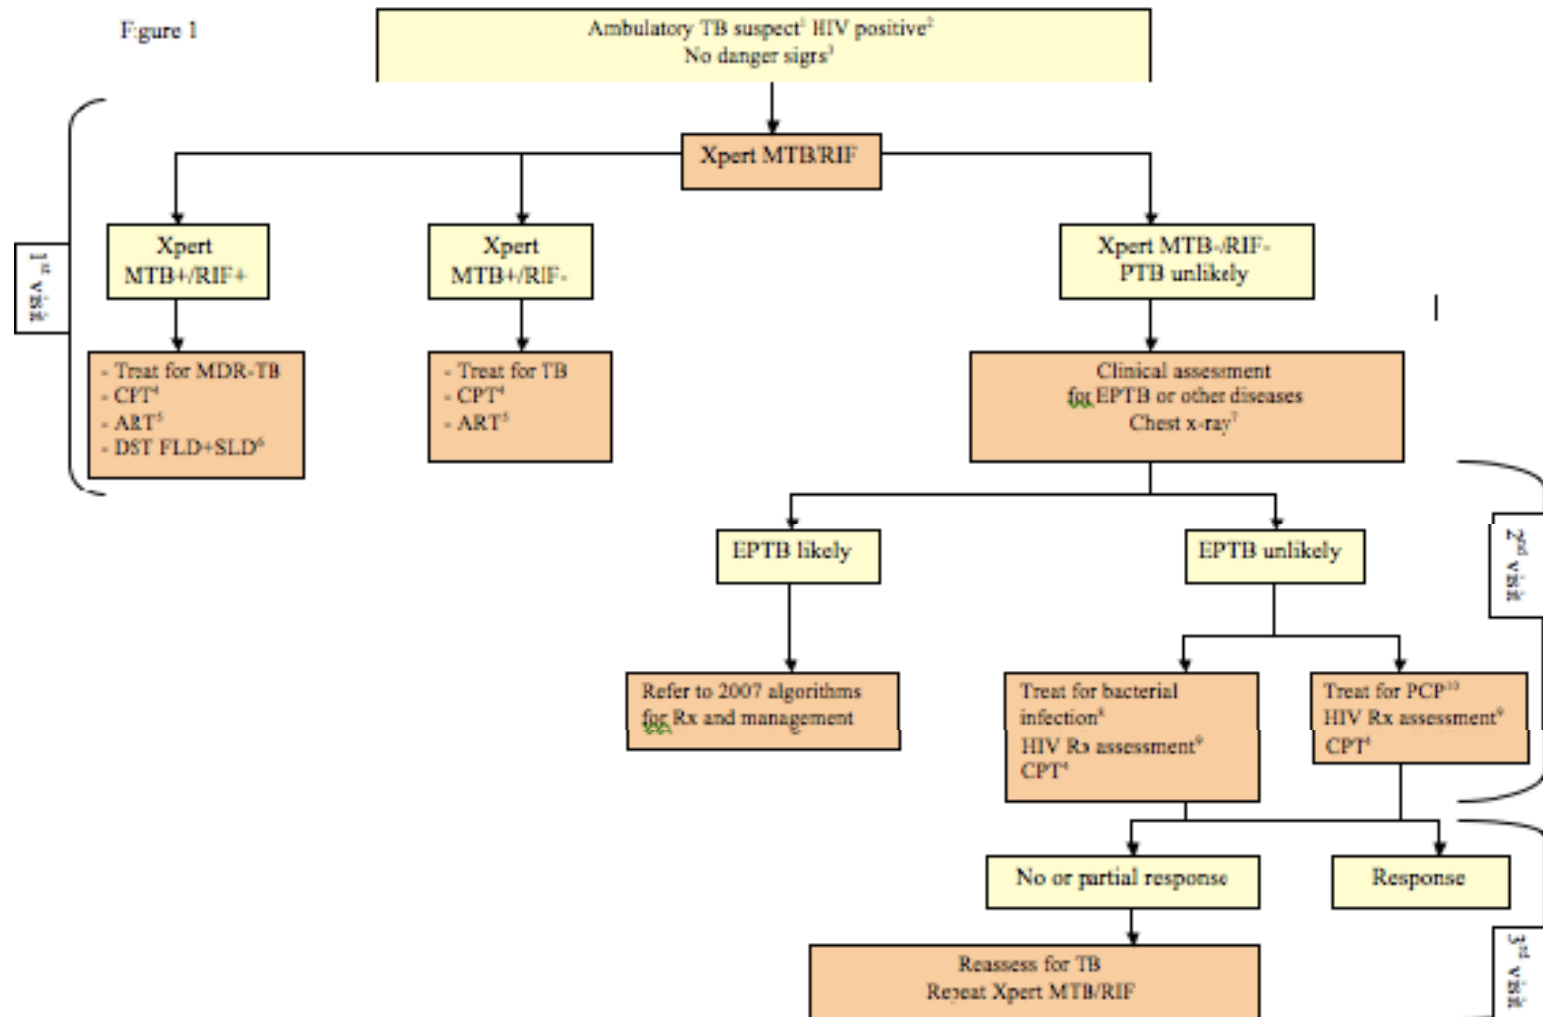 Figure 1
Ambulatory TB suspect¹ HIV positive²
No danger signs³
Xpert MTB/RIF
1st visit
Xpert
MTB+/RIF+
Xpert
MTB+/RIF-
Xpert MTB-/RIF-
PTB unlikely
- Treat for MDR-TB
- CPT⁴
- ART⁵
- DST FLD+SLD⁶
- Treat for TB
- CPT⁴
- ART⁵
Clinical assessment
for EPTB or other diseases
Chest x-ray⁷
2nd visit
EPTB likely
EPTB unlikely
Refer to 2007 algorithms
for Rx and management
Treat for bacterial
infection⁸
HIV Rx assessment⁹
CPT⁴
Treat for PCP¹⁰
HIV Rx assessment⁹
CPT⁴
No or partial response
Response
3rd visit
Reassess for TB
Repeat Xpert MTB/RIF